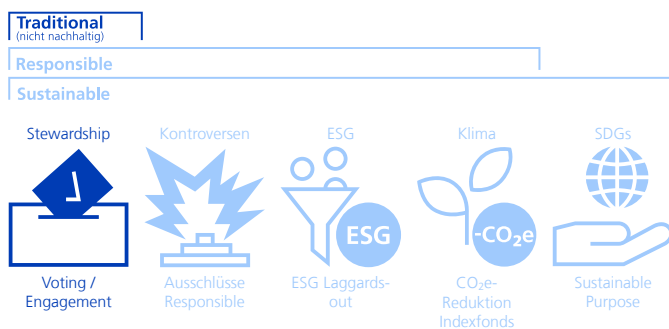 Traditional
(nicht nachhaltig)
Responsible
Sustainable
Stewardship
Kontroversen
ESG
Klima
SDGs
ESG
-CO₂e
Voting /
Engagement
Ausschlüsse
Responsible
ESG Laggards-
out
CO₂e-
Reduktion
Indexfonds
Sustainable
Purpose